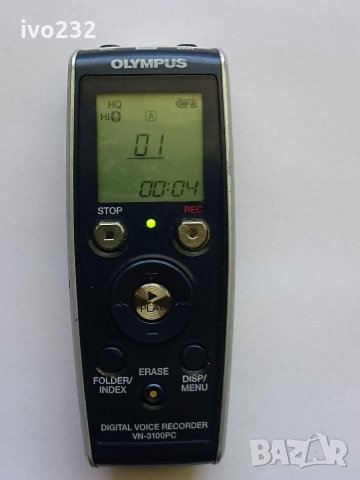 ivo232
OLYMPUS
HQ
Hi
A
01
00:04
STOP
REC
PLAY
FOLDER/
INDEX
ERASE
DISP/
MENU
DIGITAL VOICE RECORDER
VN-3100PC
BAZAR